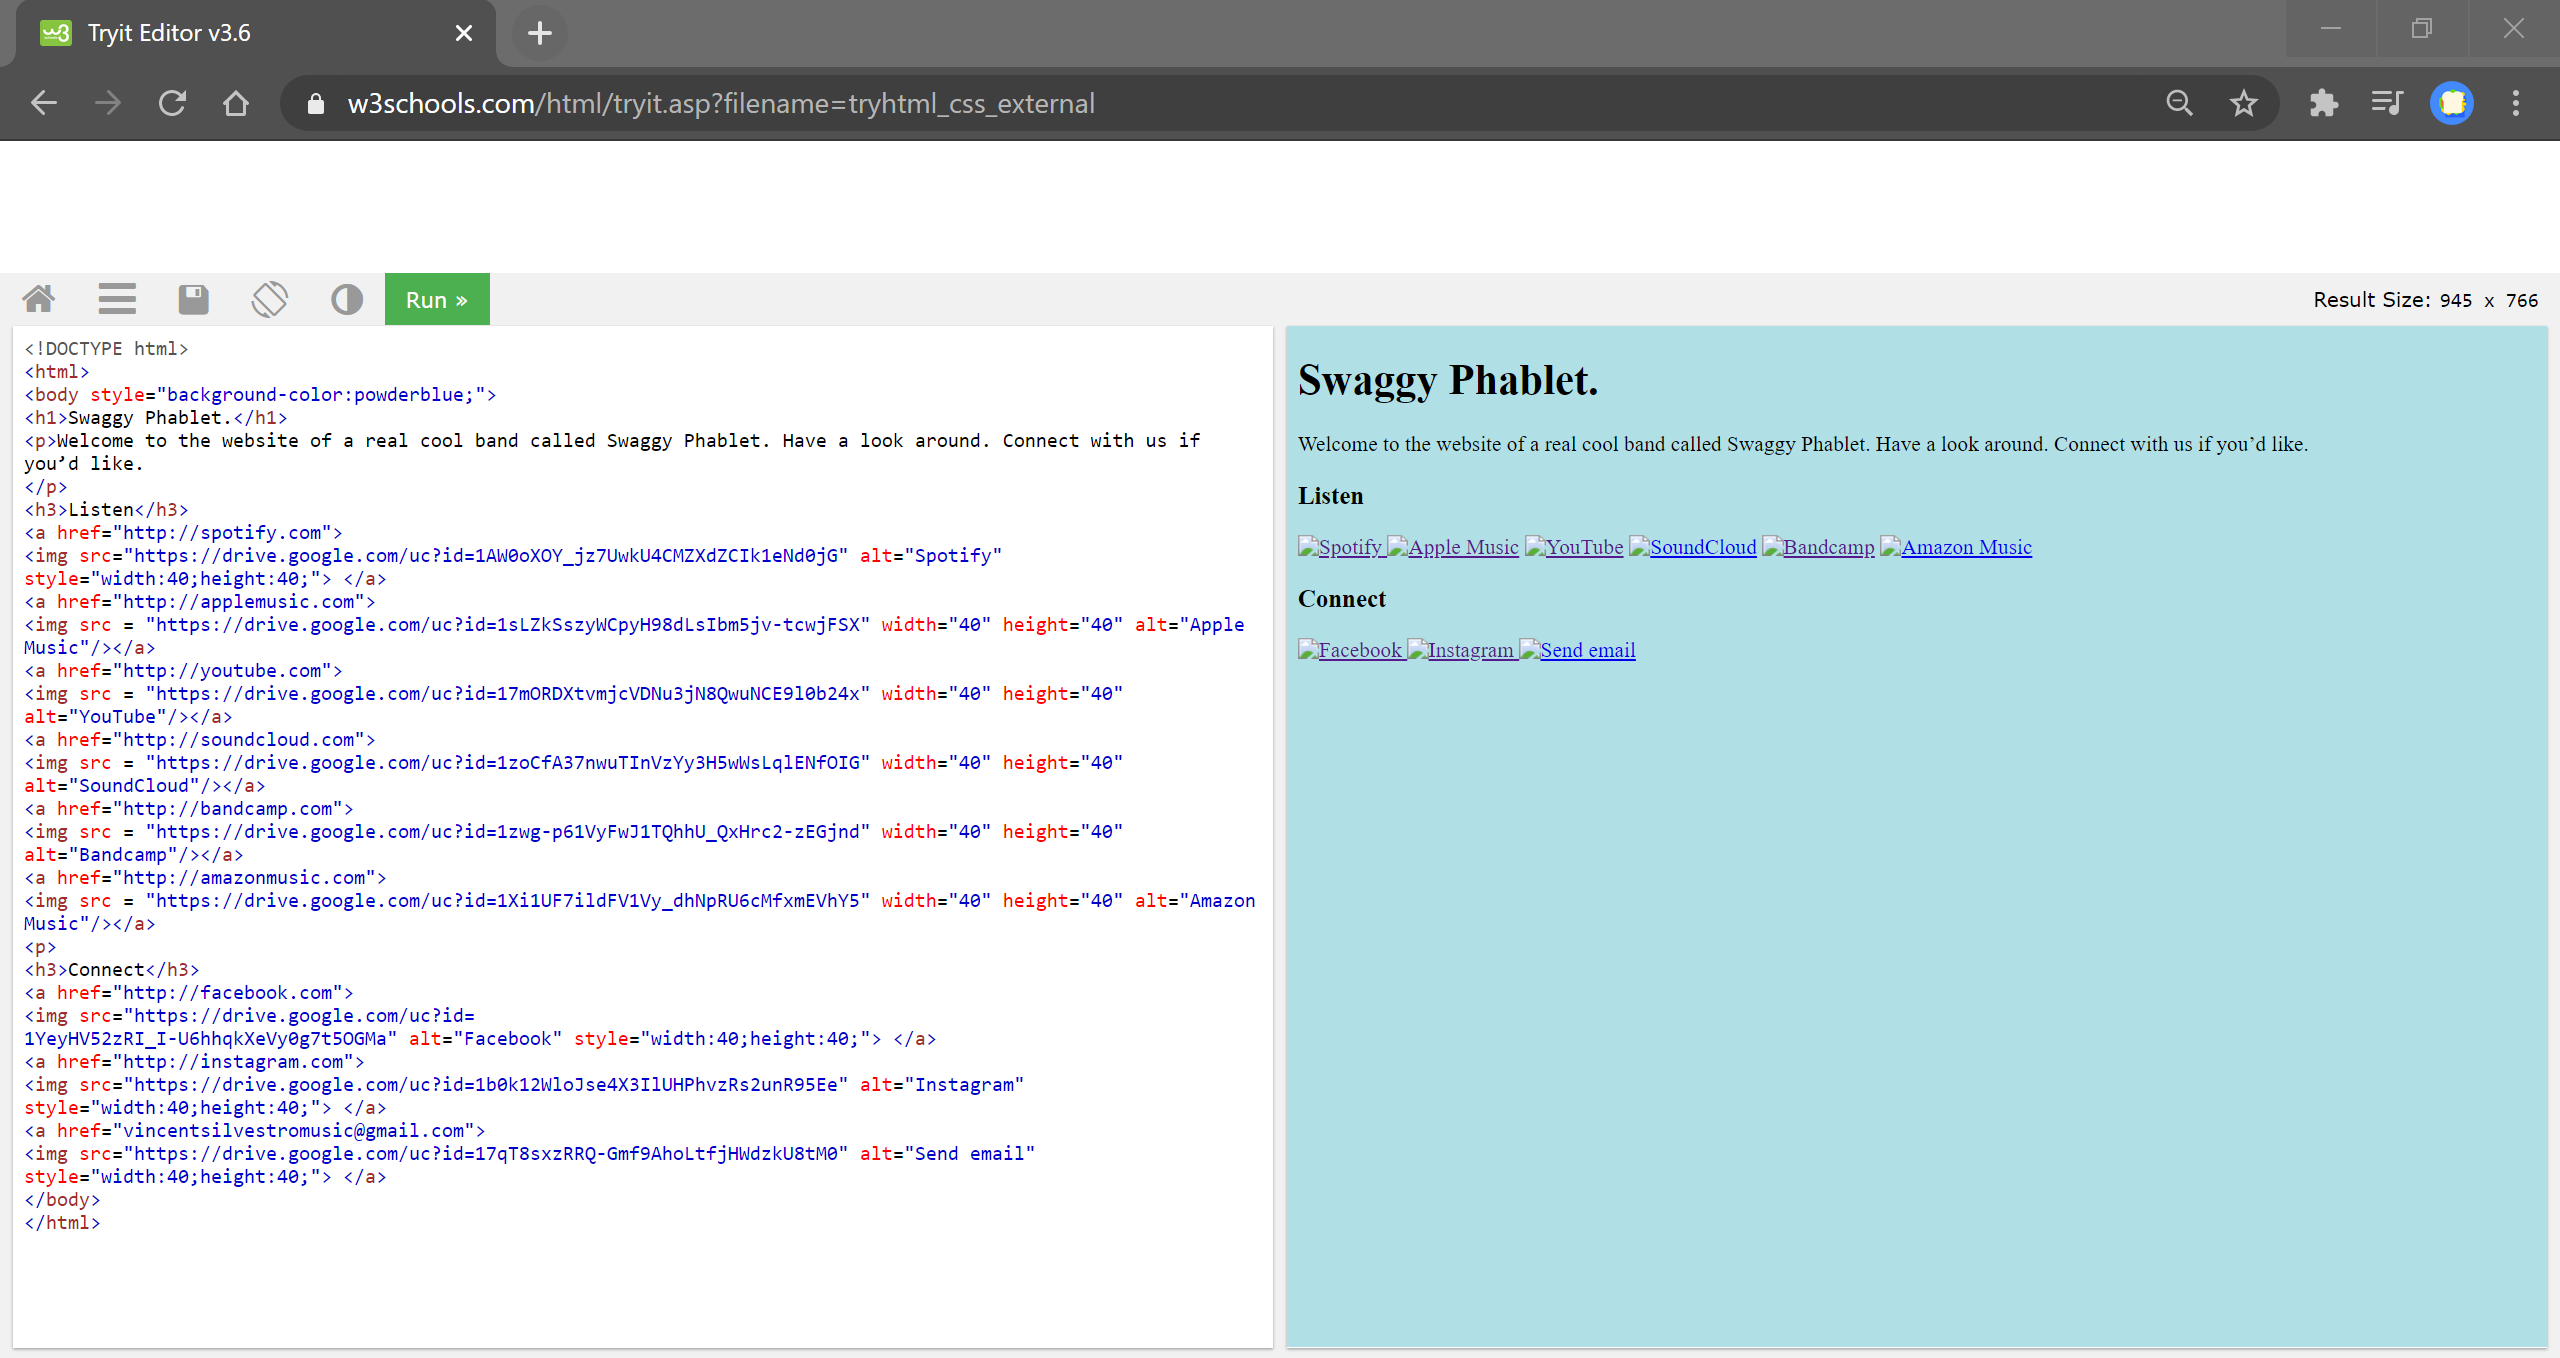 Tryit Editor v3.6
w3schools.com/html/tryit.asp?filename=tryhtml_css_external
Run »
Result Size: 945 x 766
<!DOCTYPE html>
<html>
<body style="background-color:powderblue;">
<h1>Swaggy Phablet.</h1>
<p>Welcome to the website of a real cool band called Swaggy Phablet. Have a look around. Connect with us if
you’d like.
</p>
<h3>Listen</h3>
<a href="http://spotify.com">
<img src="https://drive.google.com/uc?id=1AW0oXOY_jz7UwkU4CMZXdZCIk1eNd0jG" alt="Spotify"
style="width:40;height:40;"> </a>
<a href="http://applemusic.com">
<img src = "https://drive.google.com/uc?id=1sLZkSszyWCpyH98dLsIbm5jv-tcwjFSX" width="40" height="40" alt="Apple
Music"/></a>
<a href="http://youtube.com">
<img src = "https://drive.google.com/uc?id=17mORDXtvmjcVDNu3jN8QwuNCE9l0b24x" width="40" height="40"
alt="YouTube"/></a>
<a href="http://soundcloud.com">
<img src = "https://drive.google.com/uc?id=1zoCfA37nwuTInVzYy3H5wWsLqlENfOIG" width="40" height="40"
alt="SoundCloud"/></a>
<a href="http://bandcamp.com">
<img src = "https://drive.google.com/uc?id=1zwg-p61VyFwJ1TQhhU_QxHrc2-zEGjnd" width="40" height="40"
alt="Bandcamp"/></a>
<a href="http://amazonmusic.com">
<img src = "https://drive.google.com/uc?id=1Xi1UF7ildFV1Vy_dhNpRU6cMfxmEVhY5" width="40" height="40" alt="Amazon
Music"/></a>
<p>
<h3>Connect</h3>
<a href="http://facebook.com">
<img src="https://drive.google.com/uc?id=
1YeyHV52zRI_I-U6hhqkXeVy0g7t5OGMa" alt="Facebook" style="width:40;height:40;"> </a>
<a href="http://instagram.com">
<img src="https://drive.google.com/uc?id=1b0k12WloJse4X3IlUHPhvzRs2unR95Ee" alt="Instagram"
style="width:40;height:40;"> </a>
<a href="vincentsilvestromusic@gmail.com">
<img src="https://drive.google.com/uc?id=17qT8sxzRRQ-Gmf9AhoLtfjHWdzkU8tM0" alt="Send email"
style="width:40;height:40;"> </a>
</body>
</html>
Swaggy Phablet.
Welcome to the website of a real cool band called Swaggy Phablet. Have a look around. Connect with us if you’d like.
Listen
Spotify Apple Music YouTube SoundCloud Bandcamp Amazon Music
Connect
Facebook Instagram Send email